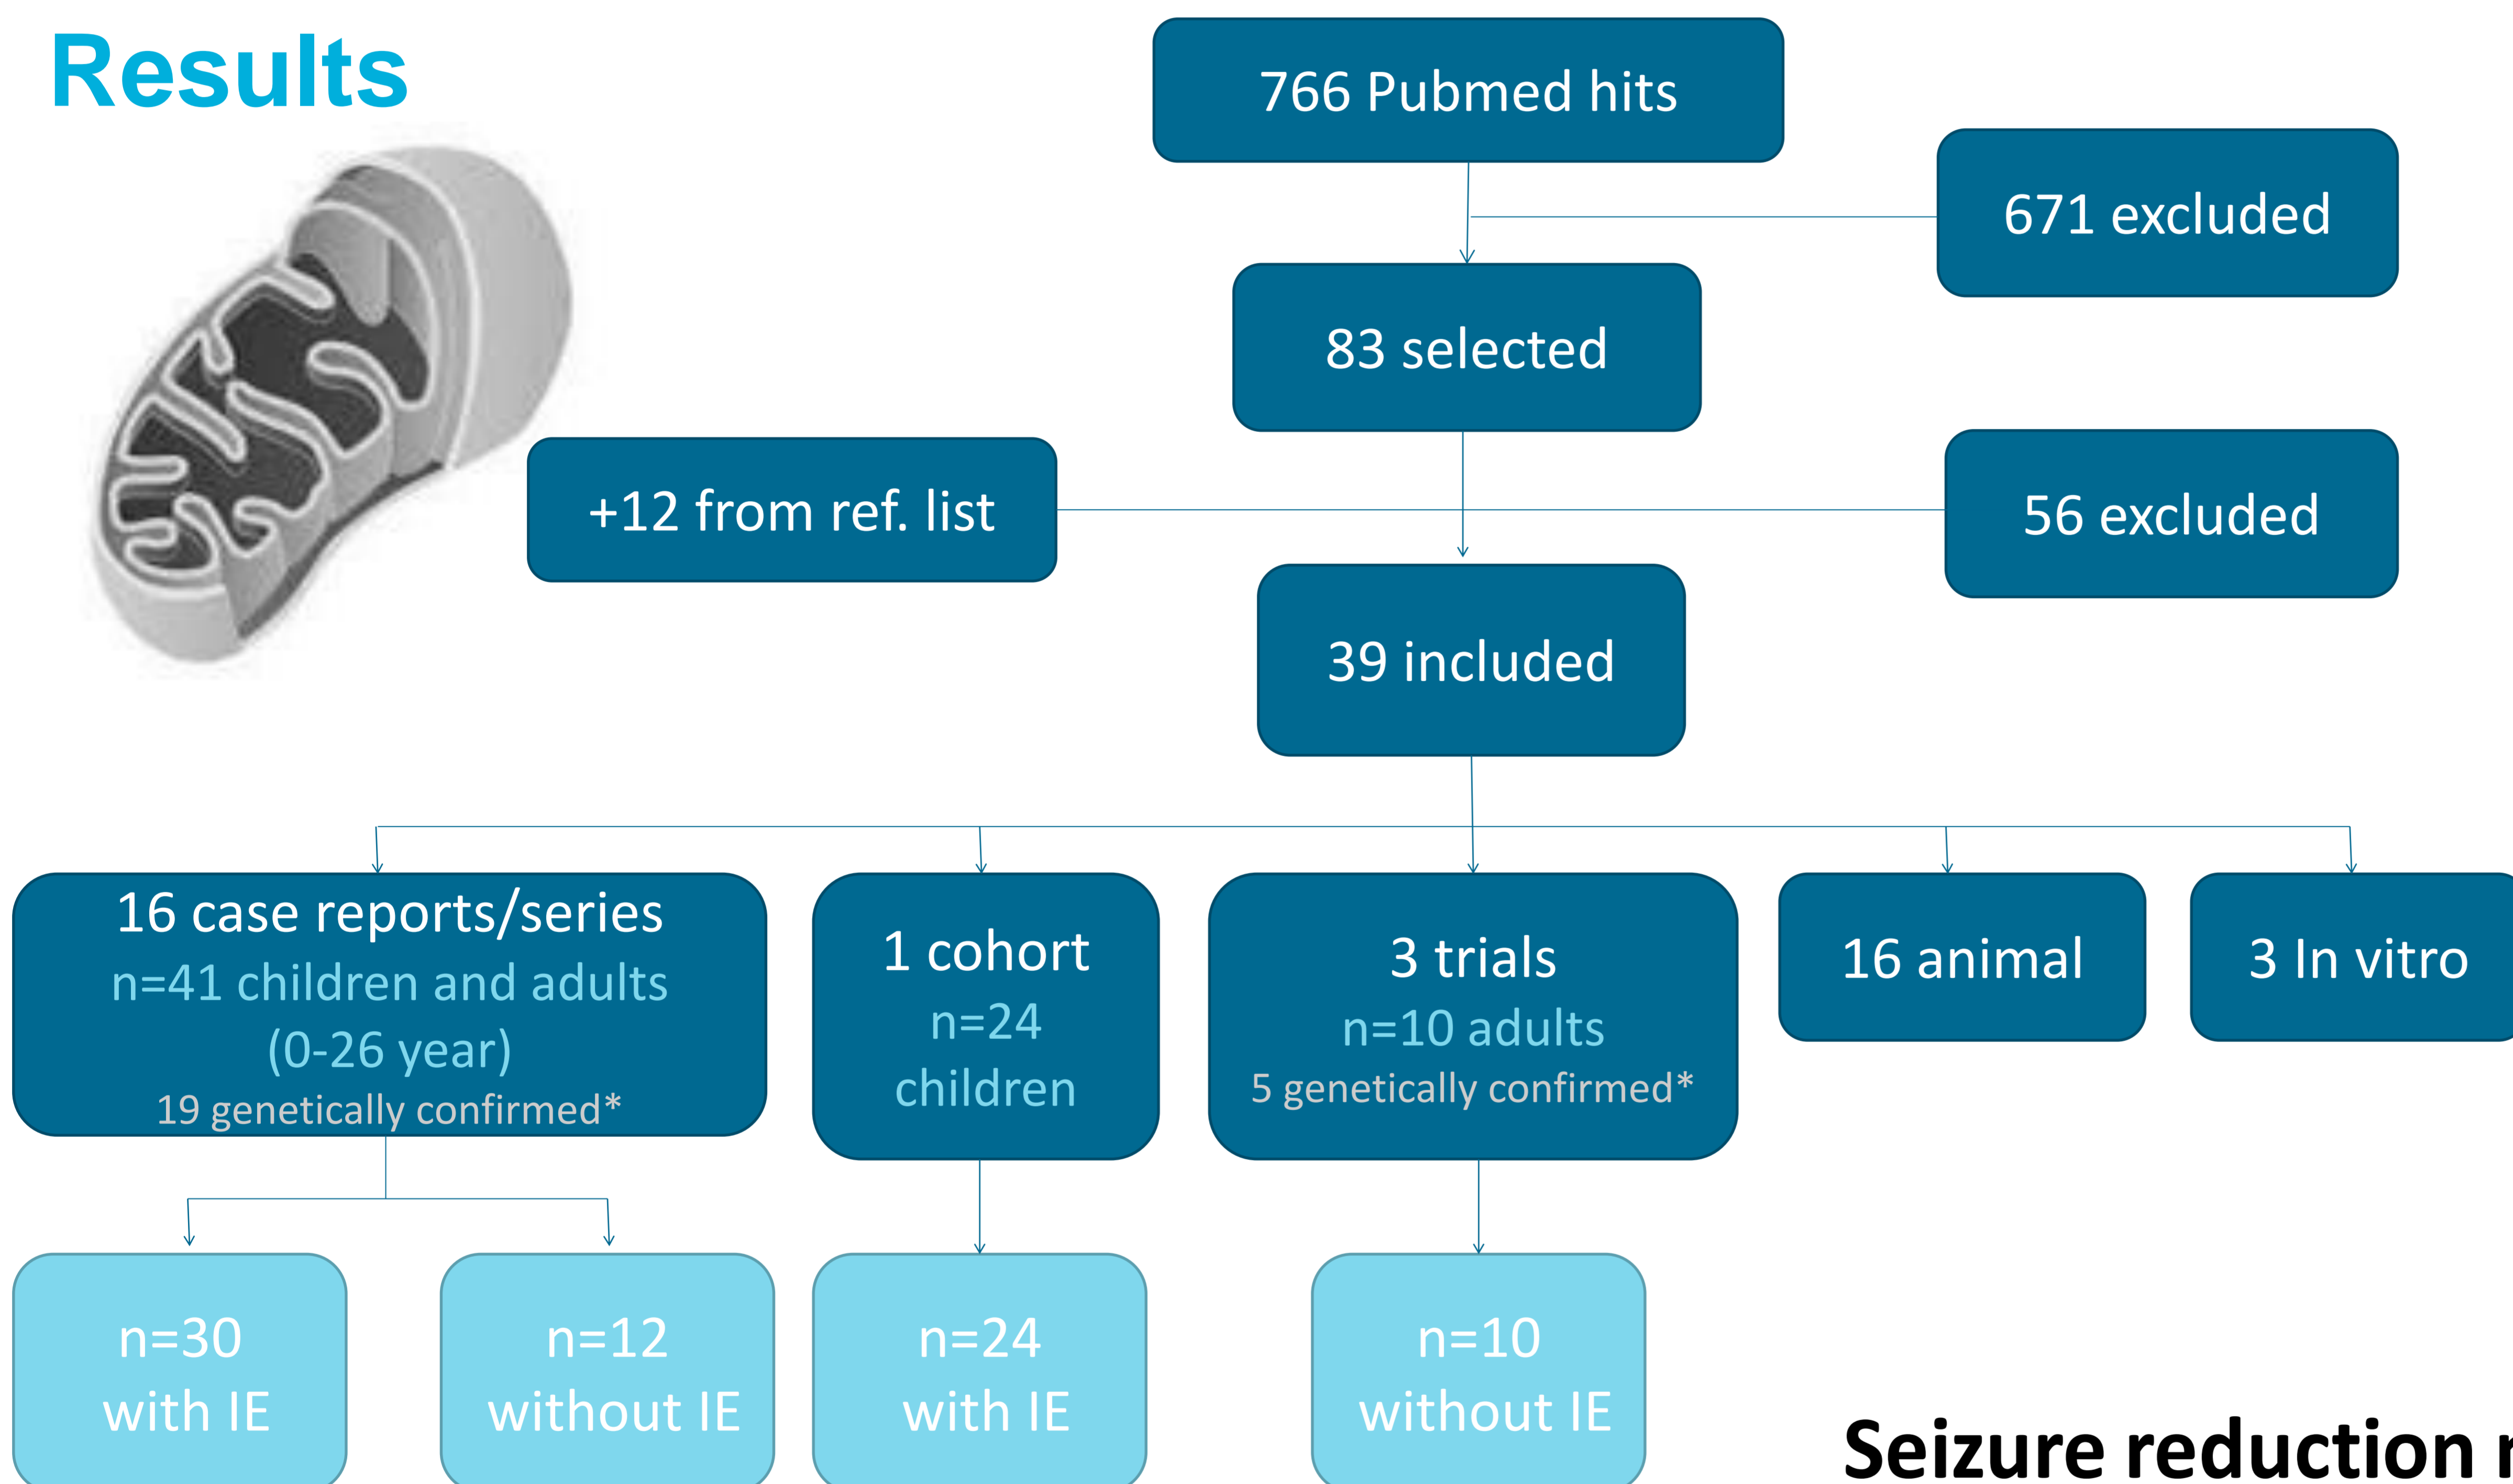 Results
766 Pubmed hits
671 excluded
83 selected
+12 from ref. list
56 excluded
39 included
16 case reports/series
n=41 children and adults
(0-26 year)
19 genetically confirmed*
1 cohort
n=24
children
3 trials
n=10 adults
5 genetically confirmed*
16 animal
3 In vitro
n=30
with IE
n=12
without IE
n=24
with IE
n=10
without IE
Seizure reduction